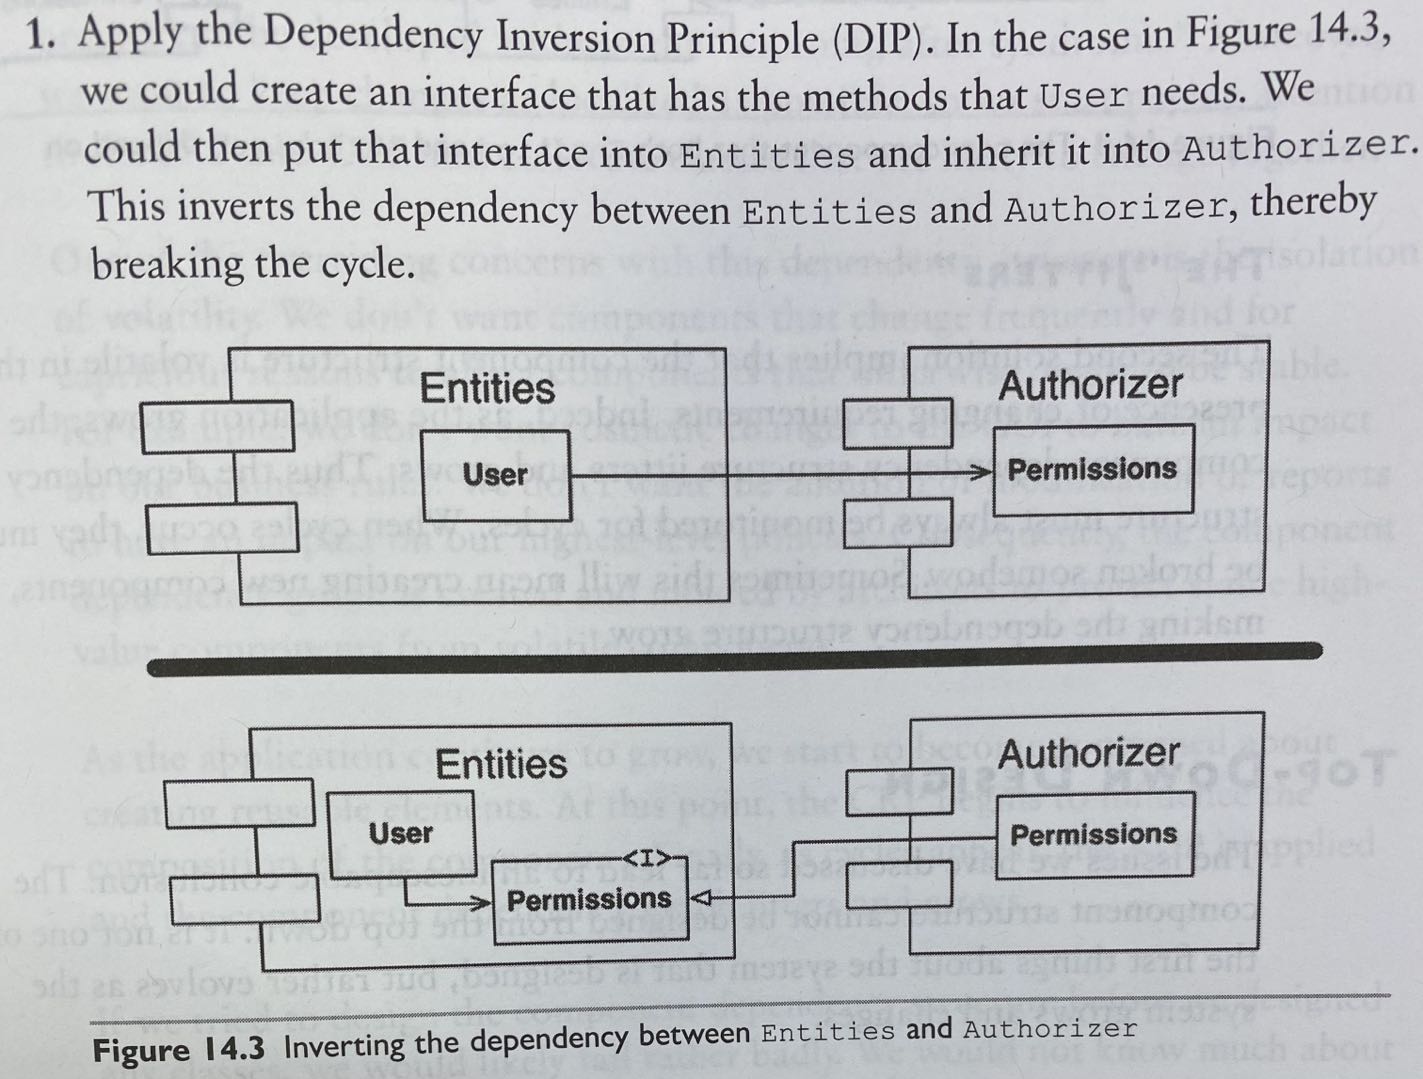 1. Apply the Dependency Inversion Principle (DIP). In the case in Figure 14.3,
we could create an interface that has the methods that User needs. We
could then put that interface into Entities and inherit it into Authorizer.
This inverts the dependency between Entities and Authorizer, thereby
breaking the cycle.
Entities
User
Authorizer
Permissions
Entities
User
<I>
Permissions
Authorizer
Permissions
Figure 14.3 Inverting the dependency between Entities and Authorizer